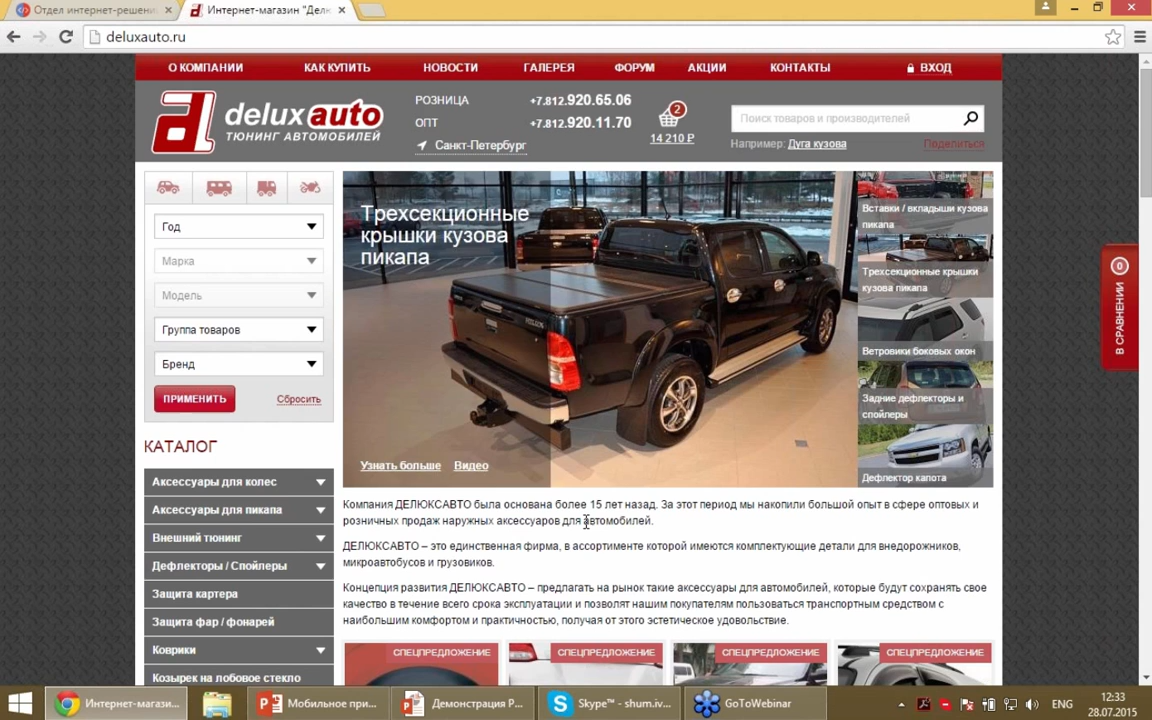 Отдел интернет-решени
Интернет-магазин "Делк
deluxauto.ru
О КОМПАНИИ
КАК КУПИТЬ
НОВОСТИ
ГАЛЕРЕЯ
ФОРУМ
АКЦИИ
КОНТАКТЫ
ВХОД
deluxauto
ТЮНИНГ АВТОМОБИЛЕЙ
РОЗНИЦА +7.812.920.65.06
ОПТ +7.812.920.11.70
Санкт-Петербург
2
14 210 Р
Поиск товаров и производителей
Например: Дуга кузова
Поделиться
Год
Марка
Модель
Группа товаров
Бренд
ПРИМЕНИТЬ
Сбросить
Трехсекционные
крышки кузова
пикапа
Узнать больше
Видео
Вставки / вкладыши кузова
пикапа
Трехсекционные крышки
кузова пикапа
Ветровики боковых окон
Задние дефлекторы и
спойлеры
Дефлектор капота
0
В СРАВНЕНИИ
КАТАЛОГ
Аксессуары для колес
Аксессуары для пикапа
Внешний тюнинг
Дефлекторы / Спойлеры
Защита картера
Защита фар / фонарей
Коврики
Козырек на лобовое стекло
Компания ДЕЛЮКСАВТО была основана более 15 лет назад. За этот период мы накопили большой опыт в сфере оптовых и
розничных продаж наружных аксессуаров для автомобилей.
ДЕЛЮКСАВТО – это единственная фирма, в ассортименте которой имеются комплектующие детали для внедорожников,
микроавтобусов и грузовиков.
Концепция развития ДЕЛЮКСАВТО – предлагать на рынок такие аксессуары для автомобилей, которые будут сохранять свое
качество в течение всего срока эксплуатации и позволят нашим покупателям пользоваться транспортным средством с
наибольшим комфортом и практичностью, получая от этого эстетическое удовольствие.
СПЕЦПРЕДЛОЖЕНИЕ
СПЕЦПРЕДЛОЖЕНИЕ
СПЕЦПРЕДЛОЖЕНИЕ
СПЕЦПРЕДЛОЖЕНИЕ
Интернет-магази...
Мобильное при...
Демонстрация P...
Skype™ - shum.iv...
GoToWebinar
ENG
12:33
28.07.2015